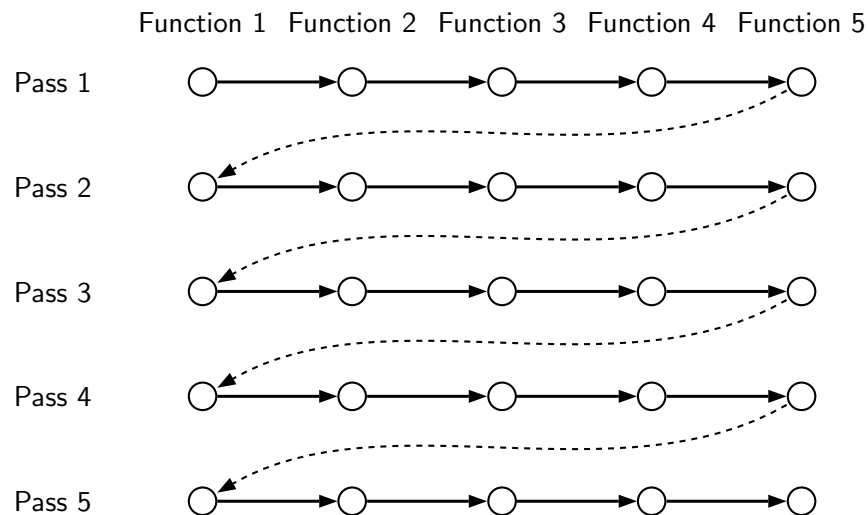 Function 1 Function 2 Function 3 Function 4 Function 5
Pass 1
Pass 2
Pass 3
Pass 4
Pass 5